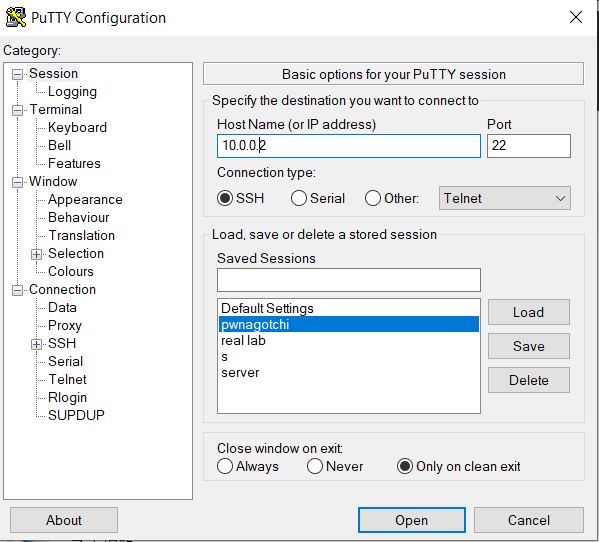 PuTTY Configuration
Category:
Session
Logging
Terminal
Keyboard
Bell
Features
Window
Appearance
Behaviour
Translation
Selection
Colours
Connection
Data
Proxy
SSH
Serial
Telnet
Rlogin
SUPDUP
Basic options for your PuTTY session
Specify the destination you want to connect to
Host Name (or IP address) Port
10.0.0.2 22
Connection type:
SSH Serial Other: Telnet
Load, save or delete a stored session
Saved Sessions
Default Settings
pwnagotchi
real lab
s
server
Load
Save
Delete
Close window on exit:
Always Never Only on clean exit
About Open Cancel